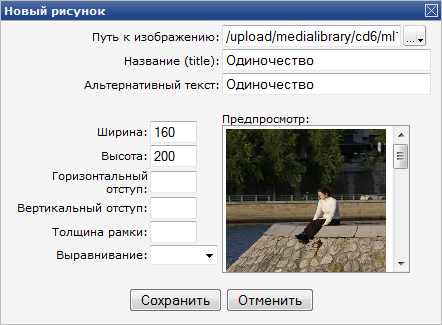 Новый рисунок
Путь к изображению: /upload/medialibrary/cd6/ml1 ...
Название (title): Одиночество
Альтернативный текст: Одиночество
Предпросмотр:
Ширина: 160
Высота: 200
Горизонтальный
отступ:
Вертикальный отступ:
Толщина рамки:
Выравнивание:
Сохранить Отменить